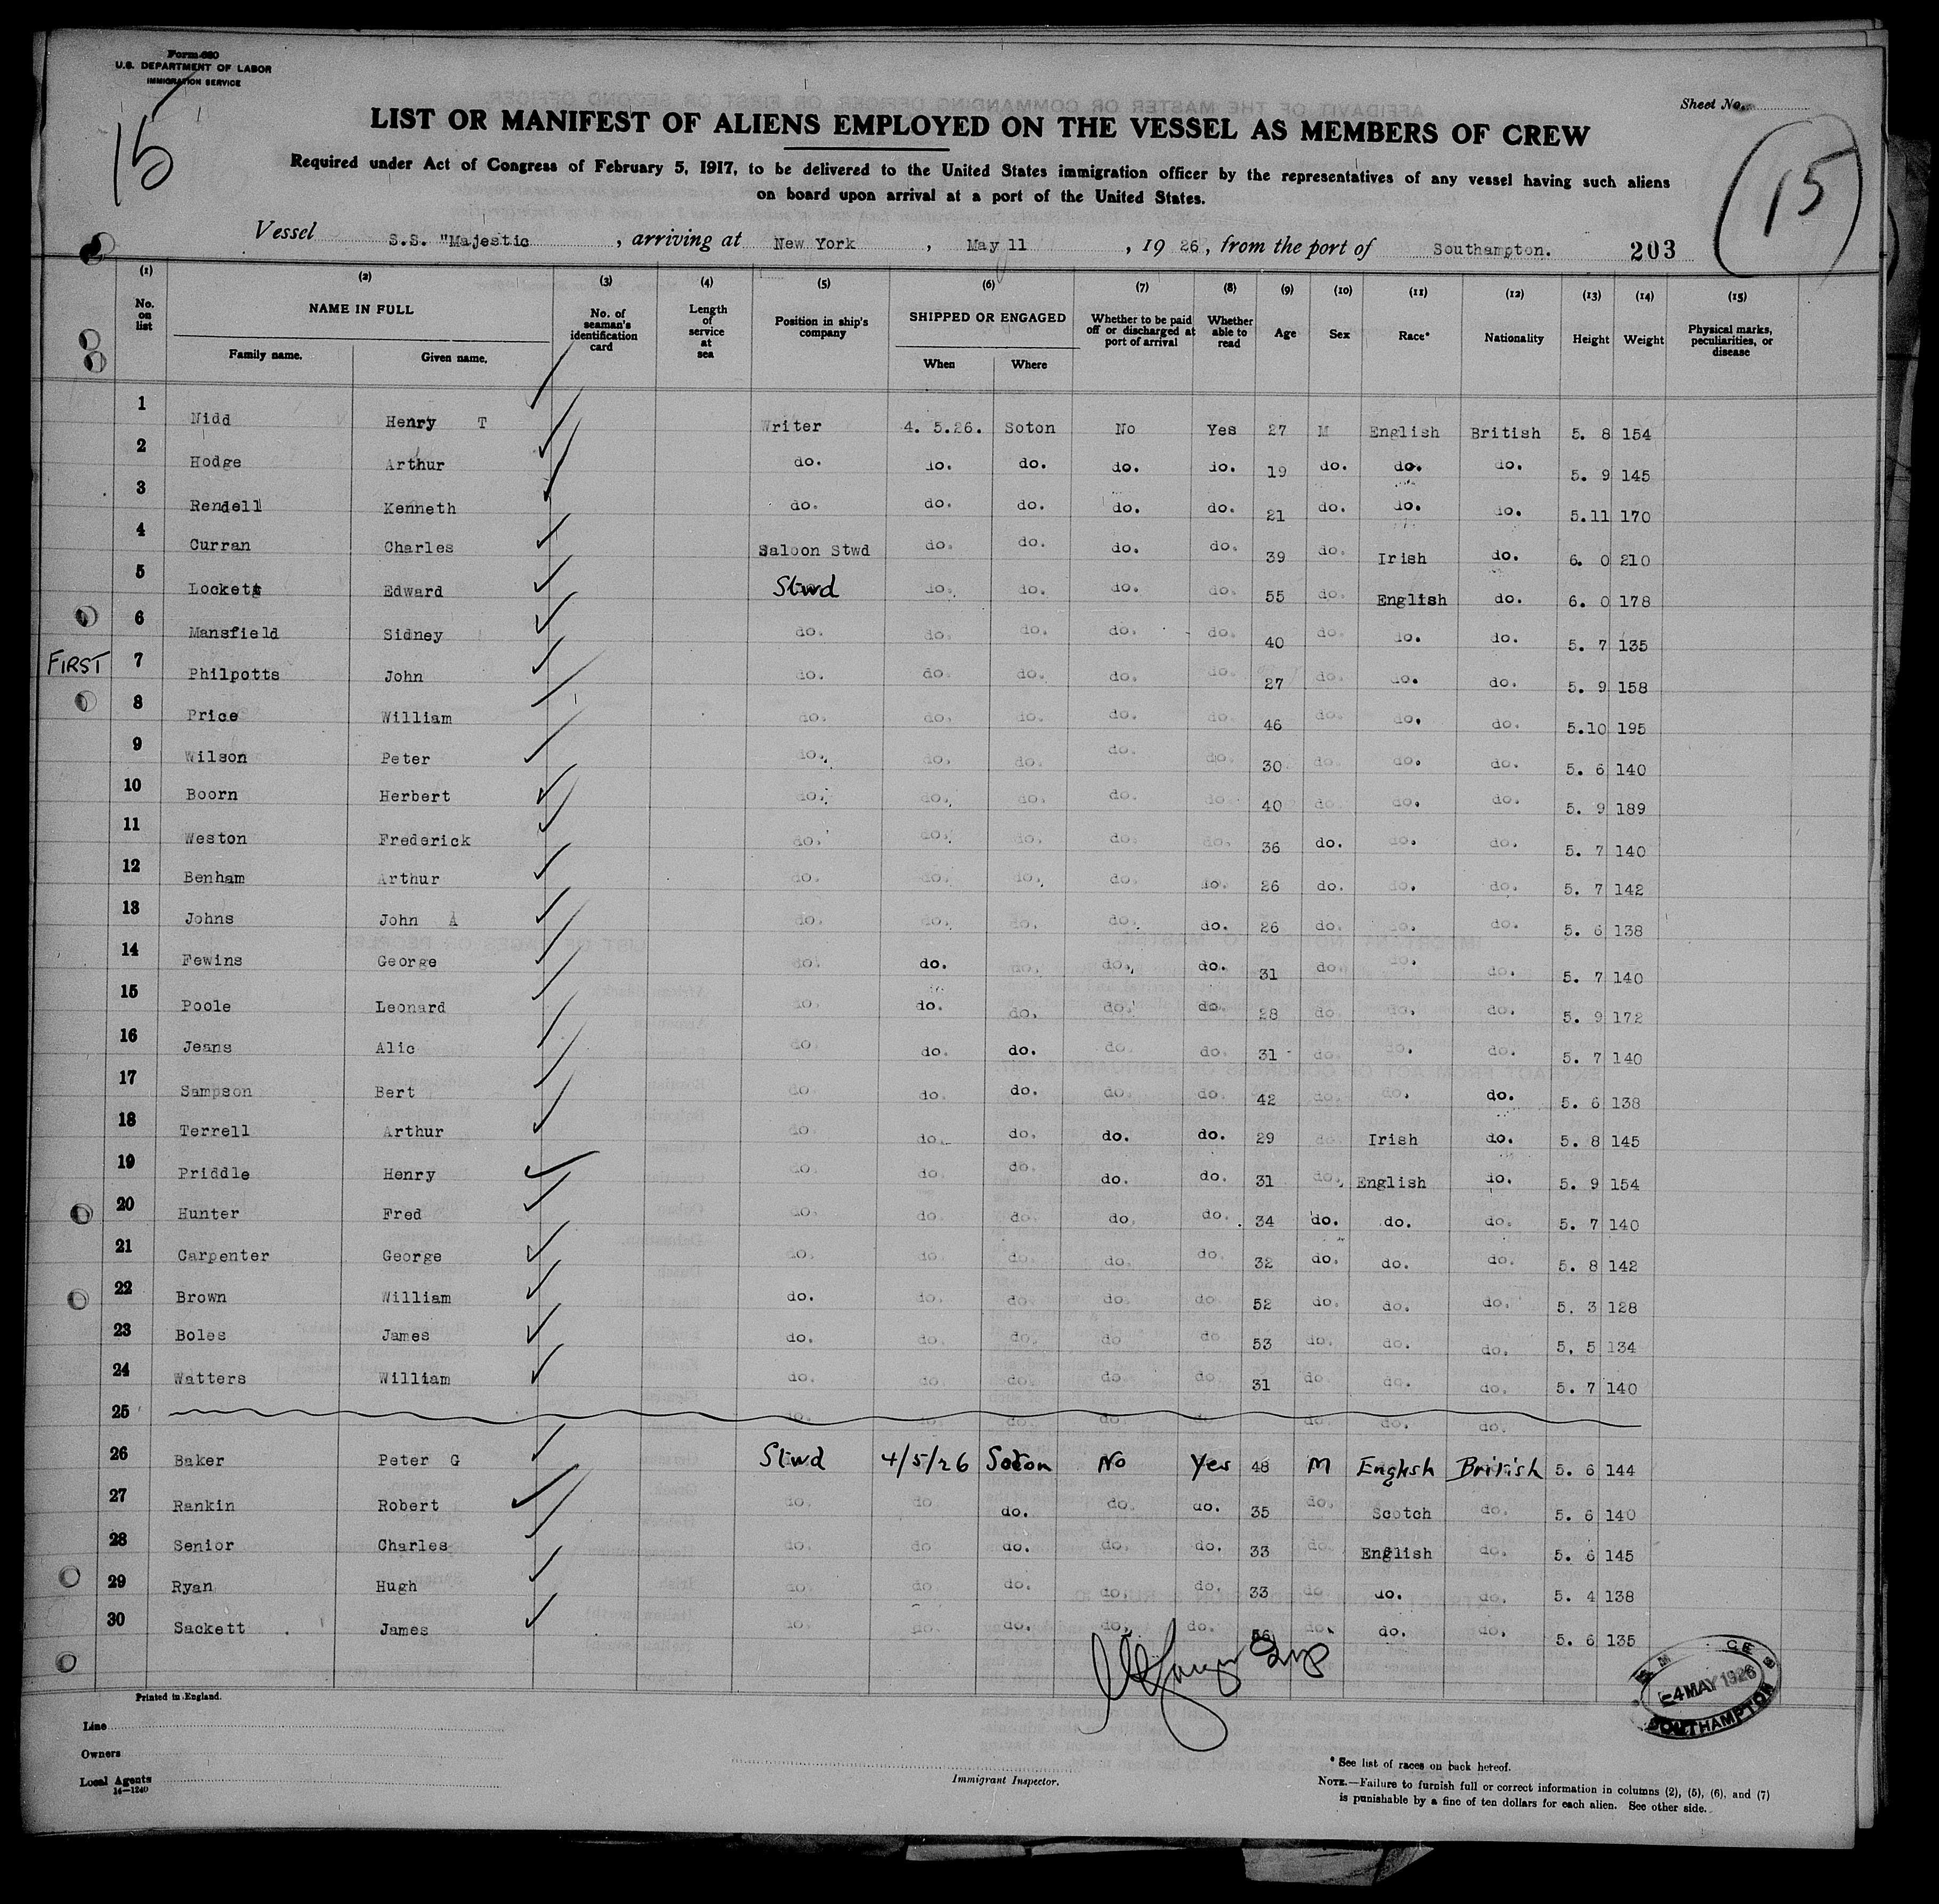 Form 680
U.S. DEPARTMENT OF LABOR
IMMIGRATION SERVICE
Sheet No.
15
15
LIST OR MANIFEST OF ALIENS EMPLOYED ON THE VESSEL AS MEMBERS OF CREW
Required under Act of Congress of February 5, 1917, to be delivered to the United States immigration officer by the representatives of any vessel having such aliens
on board upon arrival at a port of the United States.
Vessel S.S. "Majestic , arriving at New York , May 11 , 19 26 , from the port of Southampton. 203
(1) (2) (3) (4) (5) (6) (7) (8) (9) (10) (11) (12) (13) (14) (15)
No. on list NAME IN FULL Family name. Given name. No. of seaman's identification card Length of service at sea Position in ship's company SHIPPED OR ENGAGED When Where Whether to be paid off or discharged at port of arrival Whether able to read Age Sex Race* Nationality Height Weight Physical marks, peculiarities, or disease
1 Nidd Henry T Writer 4. 5.26. Soton No Yes 27 M English British 5. 8 154
2 Hodge Arthur do. do. do. do. do. 19 do. do. do. 5. 9 145
3 Rendell Kenneth do. do. do. do. do. 21 do. do. do. 5.11 170
4 Curran Charles Saloon Stwd do. do. do. do. 39 do. Irish do. 6. 0 210
5 Lockett Edward Stwd do. do. do. do. 55 do. English do. 6. 0 178
6 Mansfield Sidney do. do. do. do. do. 40 do. do. do. 5. 7 135
FIRST 7 Philpotts John do. do. do. do. do. 27 do. do. do. 5. 9 158
8 Price William do. do. do. do. do. 46 do. do. do. 5.10 195
9 Wilson Peter do. do. do. do. do. 30 do. do. do. 5. 6 140
10 Boorn Herbert do. do. do. do. do. 40 do. do. do. 5. 9 189
11 Weston Frederick do. do. do. do. do. 36 do. do. do. 5. 7 140
12 Benham Arthur do. do. do. do. do. 26 do. do. do. 5. 7 142
13 Johns John A do. do. do. do. do. 26 do. do. do. 5. 6 138
14 Fewins George do. do. do. do. do. 31 do. do. do. 5. 7 140
15 Poole Leonard do. do. do. do. do. 28 do. do. do. 5. 9 172
16 Jeans Alic do. do. do. do. do. 31 do. do. do. 5. 7 140
17 Sampson Bert do. do. do. do. do. 42 do. do. do. 5. 6 138
18 Terrell Arthur do. do. do. do. do. 29 do. Irish do. 5. 8 145
19 Priddle Henry do. do. do. do. do. 31 do. English do. 5. 9 154
20 Hunter Fred do. do. do. do. do. 34 do. do. do. 5. 7 140
21 Carpenter George do. do. do. do. do. 32 do. do. do. 5. 8 142
22 Brown William do. do. do. do. do. 52 do. do. do. 5. 3 128
23 Boles James do. do. do. do do 53 do. do. do. 5. 5 134
24 Watters William do. do. do. do do 31 do. do. do. 5. 7 140
25 do. do. do. do. do. do.
26 Baker Peter G Stwd 4/5/26 Soton No Yes 48 M English British 5. 6 144
27 Rankin Robert do. do. do. do. do. 35 do. Scotch do. 5. 6 140
28 Senior Charles do. do do. do. do. 33 do. English do. 5. 6 145
29 Ryan Hugh do. do do. do. do. 33 do do. do. 5. 4 138
30 Sackett James do. do. do. do. do. 56 do. do. do. 5. 6 135
Printed in England.
Line
Owners
Local Agents
14—1240
Immigrant Inspector.
-4 MAY 1926
SOUTHAMPTON
* See list of races on back hereof.
NOTE.—Failure to furnish full or correct information in columns (2), (5), (6), and (7)
is punishable by a fine of ten dollars for each alien. See other side.